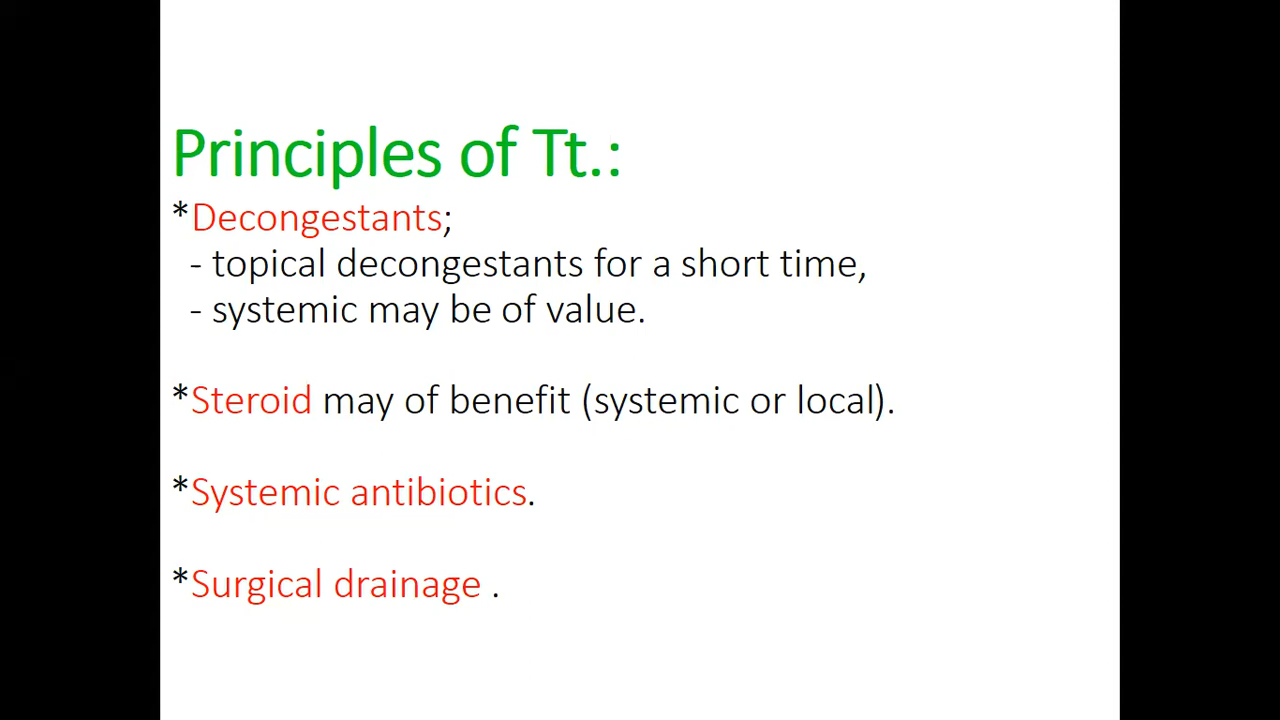 Principles of Tt.:
*Decongestants;
- topical decongestants for a short time,
- systemic may be of value.
*Steroid may of benefit (systemic or local).
*Systemic antibiotics.
*Surgical drainage .